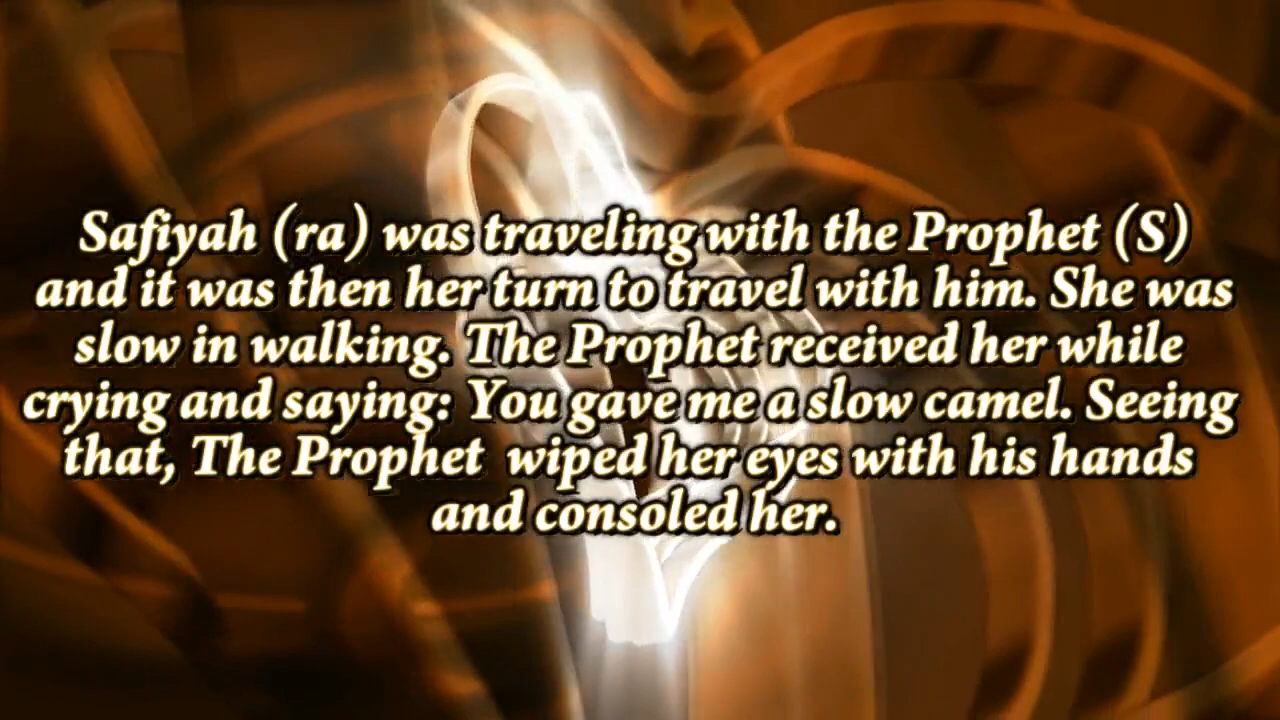 Safiyah (ra) was traveling with the Prophet (S)
and it was then her turn to travel with him. She was
slow in walking. The Prophet received her while
crying and saying: You gave me a slow camel. Seeing
that, The Prophet wiped her eyes with his hands
and consoled her.